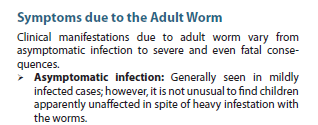 Symptoms due to the Adult Worm
Clinical manifestations due to adult worm vary from
asymptomatic infection to severe and even fatal conse-
quences.
➢ Asymptomatic infection: Generally seen in mildly
infected cases; however, it is not unusual to find children
apparently unaffected in spite of heavy infestation with
the worms.